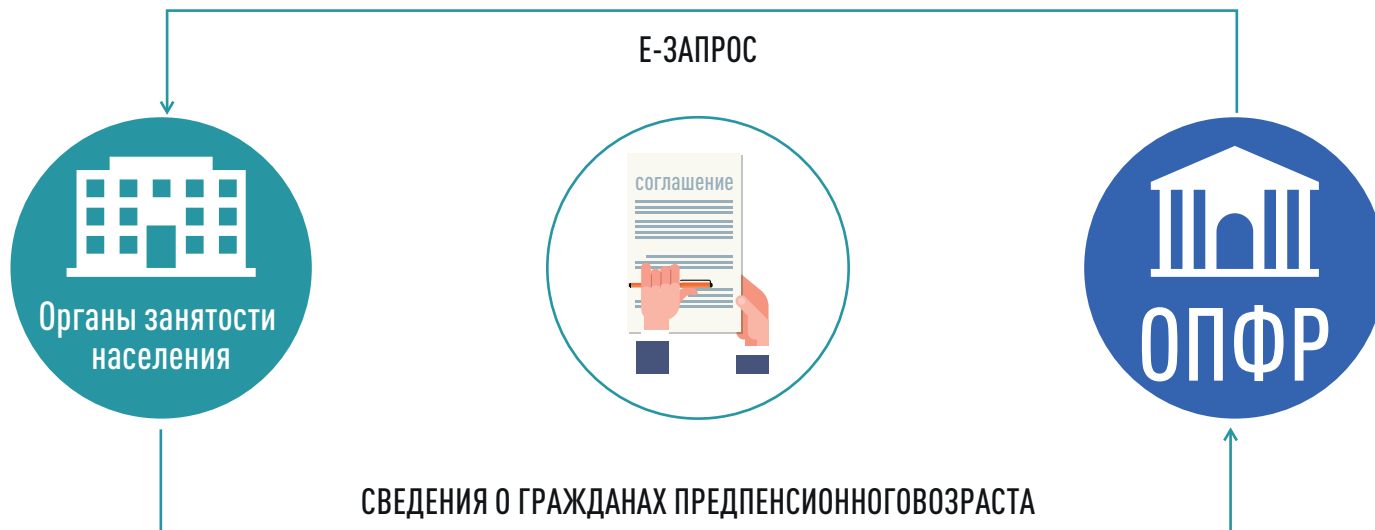 Е-ЗАПРОС
соглашение
Органы занятости
населения
ОПФР
СВЕДЕНИЯ О ГРАЖДАНАХ ПРЕДПЕНСИОННОГОВОЗРАСТА